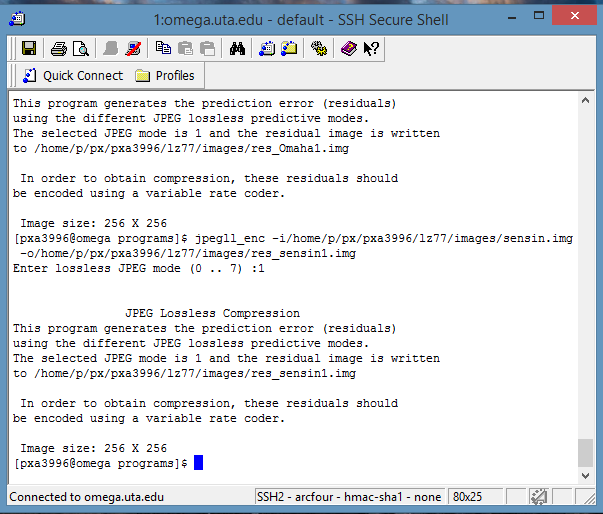 1:omega.uta.edu - default - SSH Secure Shell
Quick Connect Profiles
This program generates the prediction error (residuals)
using the different JPEG lossless predictive modes.
The selected JPEG mode is 1 and the residual image is written
to /home/p/px/pxa3996/lz77/images/res_Omaha1.img
In order to obtain compression, these residuals should
be encoded using a variable rate coder.
Image size: 256 X 256
[pxa3996@omega programs]$ jpegll_enc -i/home/p/px/pxa3996/lz77/images/sensin.img
-o/home/p/px/pxa3996/lz77/images/res_sensin1.img
Enter lossless JPEG mode (0 .. 7) :1
JPEG Lossless Compression
This program generates the prediction error (residuals)
using the different JPEG lossless predictive modes.
The selected JPEG mode is 1 and the residual image is written
to /home/p/px/pxa3996/lz77/images/res_sensin1.img
In order to obtain compression, these residuals should
be encoded using a variable rate coder.
Image size: 256 X 256
[pxa3996@omega programs]$
Connected to omega.uta.edu SSH2 - arcfour - hmac-sha1 - none 80x25